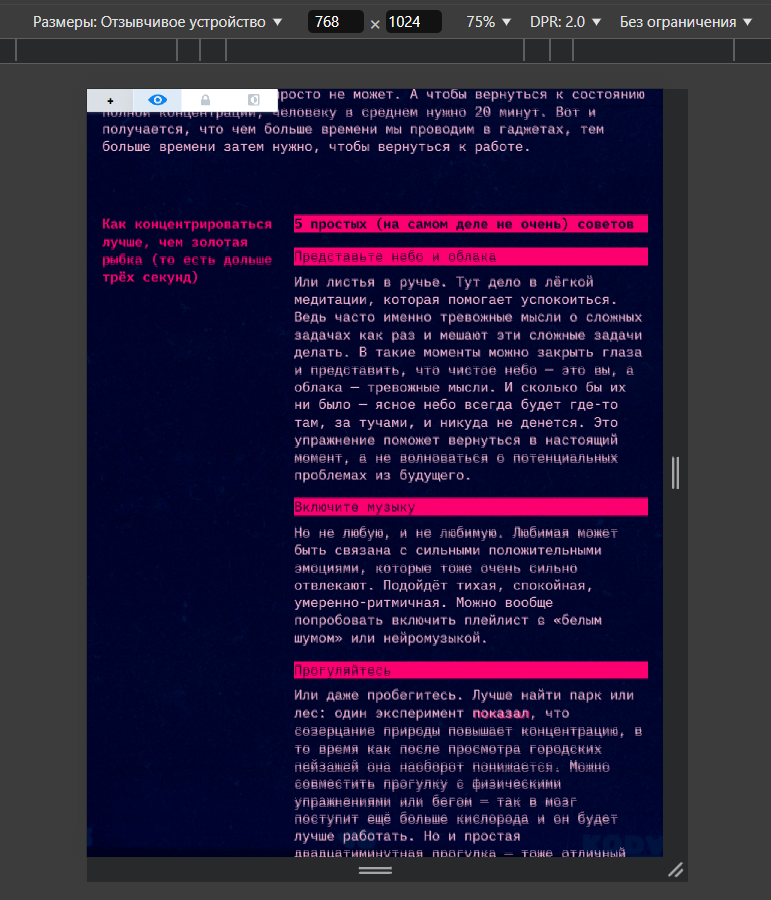 Размеры: Отзывчивое устройство ▼ 768 × 1024 75% ▼ DPR: 2.0 ▼ Без ограничения ▼
просто не может. А чтобы вернуться к состоянию
полной концентрации, человеку в среднем нужно 20 минут. Вот и
получается, что чем больше времени мы проводим в гаджетах, тем
больше времени затем нужно, чтобы вернуться к работе.
Как концентрироваться
лучше, чем золотая
рыбка (то есть дольше
трёх секунд)
5 простых (на самом деле не очень) советов
Представьте небо и облака
Или листья в ручье. Тут дело в лёгкой
медитации, которая помогает успокоиться.
Ведь часто именно тревожные мысли о сложных
задачах как раз и мешают эти сложные задачи
делать. В такие моменты можно закрыть глаза
и представить, что чистое небо — это вы, а
облака — тревожные мысли. И сколько бы их
ни было — ясное небо всегда будет где-то
там, за тучами, и никуда не денется. Это
упражнение поможет вернуться в настоящий
момент, а не волноваться о потенциальных
проблемах из будущего.
Включите музыку
Но не любую, и не любимую. Любимая может
быть связана с сильными положительными
эмоциями, которые тоже очень сильно
отвлекают. Подойдёт тихая, спокойная,
умеренно-ритмичная. Можно вообще
попробовать включить плейлист с «белым
шумом» или нейромузыкой.
Прогуляйтесь
Или даже пробегитесь. Лучше найти парк или
лес: один эксперимент показал, что
созерцание природы повышает концентрацию, в
то время как после просмотра городских
пейзажей она наоборот понижается. Можно
совместить прогулку с физическими
упражнениями или бегом — так в мозг
поступит ещё больше кислорода и он будет
лучше работать. Но и простая
двадцатиминутная прогулка — тоже отличный